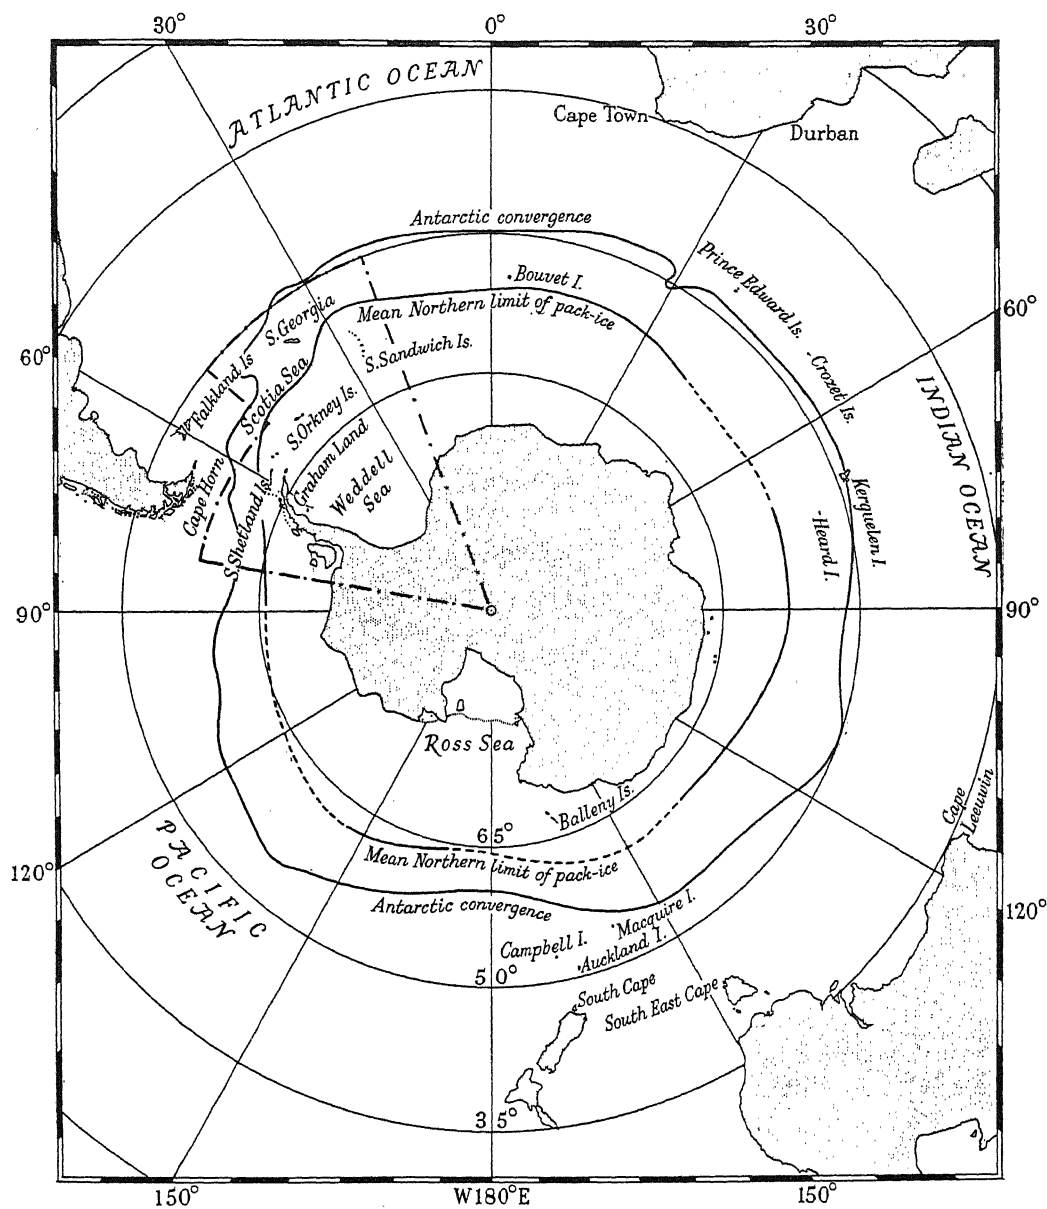 30°
0°
30°
ATLANTIC OCEAN
Cape Town
Durban
Antarctic convergence
Prince Edward Is.
Bouvet I.
Mean Northern limit of pack-ice
60°
S. Georgia
S. Sandwich Is.
60°
Falkland Is
Scotia Sea
Crozet Is.
INDIAN OCEAN
S. Orkney Is.
Graham Land
Weddell
Sea
Cape Horn
S. Shetland Is
Kerguelen I.
Heard I.
90°
90°
Ross Sea
Cape
Leeuwin
Balleny Is.
65°
PACIFIC
OCEAN
Mean Northern limit of pack-ice
120°
Antarctic convergence
Macquire I.
120°
Campbell I.
Auckland I.
50°
South Cape
South East Cape
35°
150°
W180°E
150°